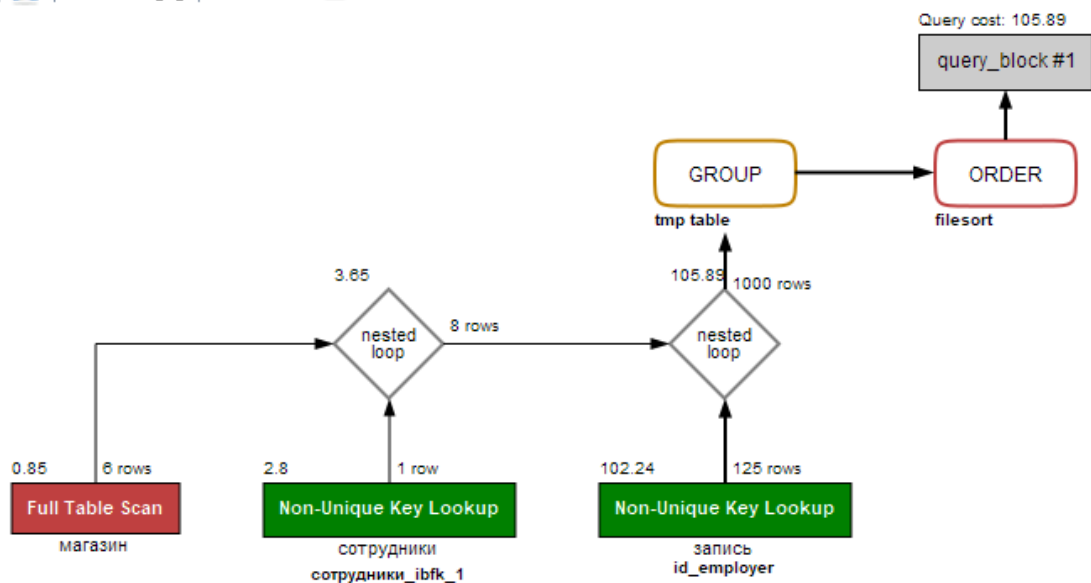 Query cost: 105.89
query_block #1
GROUP
tmp table
ORDER
filesort
3.65
nested
loop
8 rows
105.89
1000 rows
nested
loop
0.85
6 rows
Full Table Scan
магазин
2.8
1 row
Non-Unique Key Lookup
сотрудники
сотрудники_ibfk_1
102.24
125 rows
Non-Unique Key Lookup
запись
id_employer